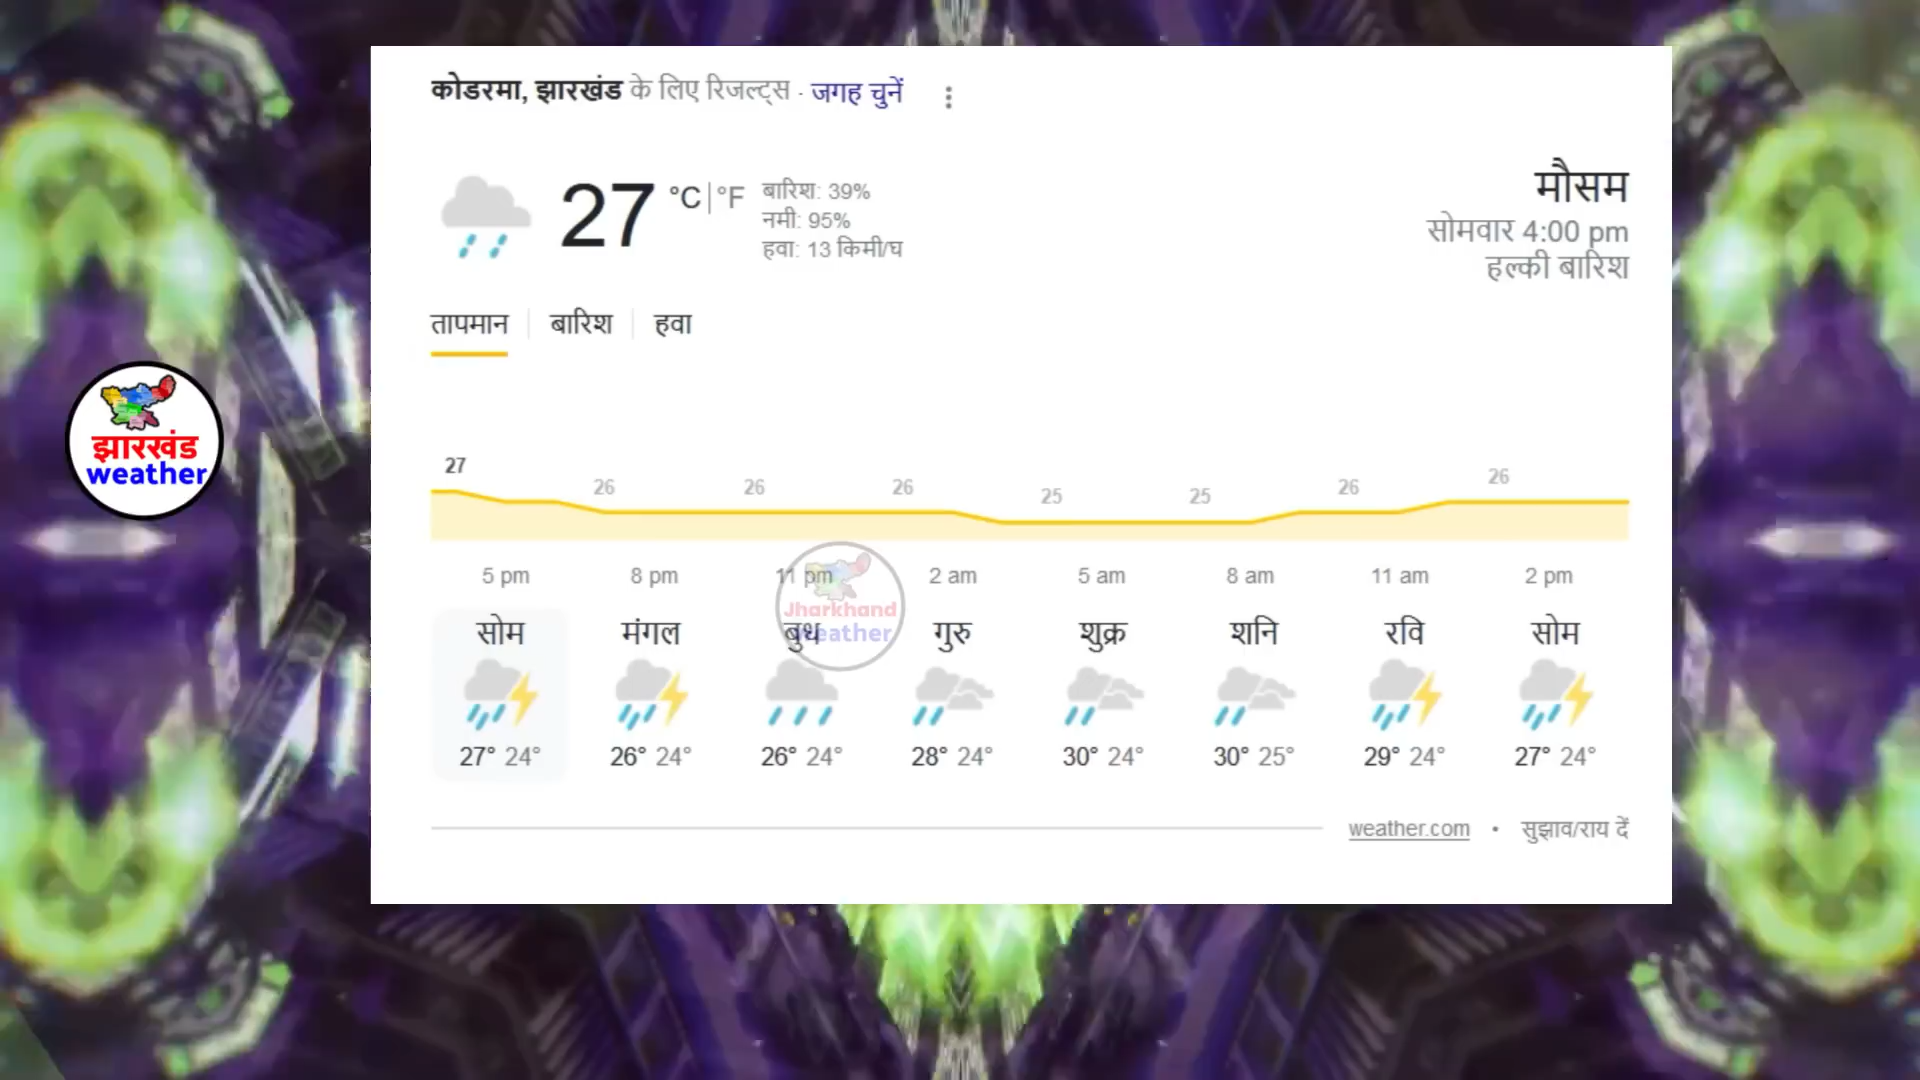 कोडरमा, झारखंड के लिए रिजल्ट्स · जगह चुनें
27 °C | °F
बारिश: 39%
नमी: 95%
हवा: 13 किमी/घ
मौसम
सोमवार 4:00 pm
हल्की बारिश
तापमान बारिश हवा
झारखंड
weather
27 26 26 26 25 25 26 26
5 pm 8 pm 11 pm 2 am 5 am 8 am 11 am 2 pm
Jharkhand
Weather
सोम मंगल बुध गुरु शुक्र शनि रवि सोम
27° 24° 26° 24° 26° 24° 28° 24° 30° 24° 30° 25° 29° 24° 27° 24°
weather.com • सुझाव/राय दें